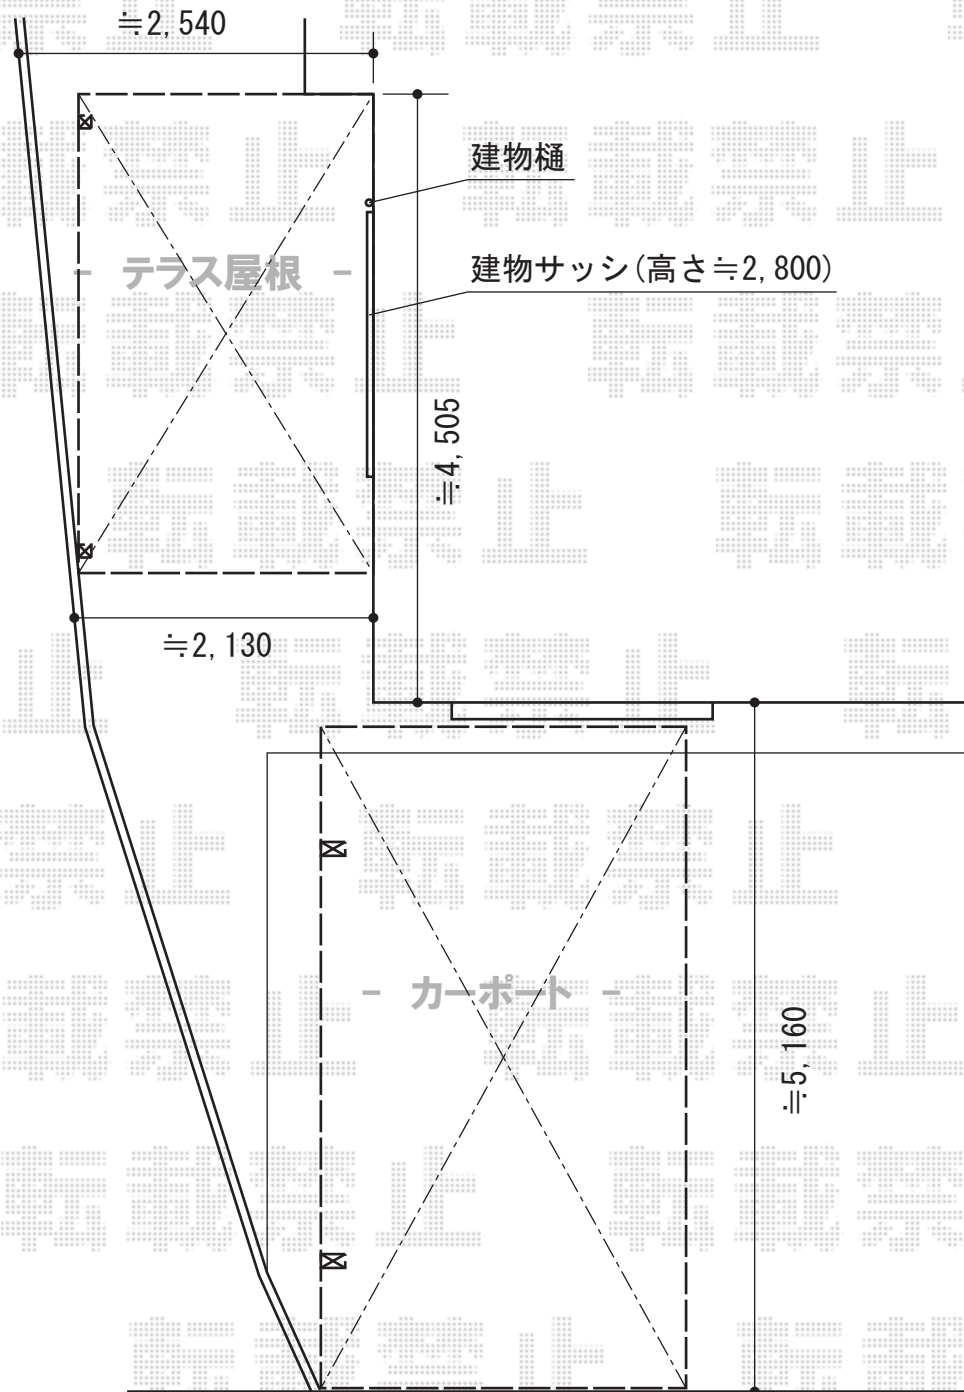 ≒2,540
建物樋
- テラス屋根 -
建物サッシ(高さ≒2,800)
≒4,505
≒2,130
- カーポート -
≒5,160
転載禁止